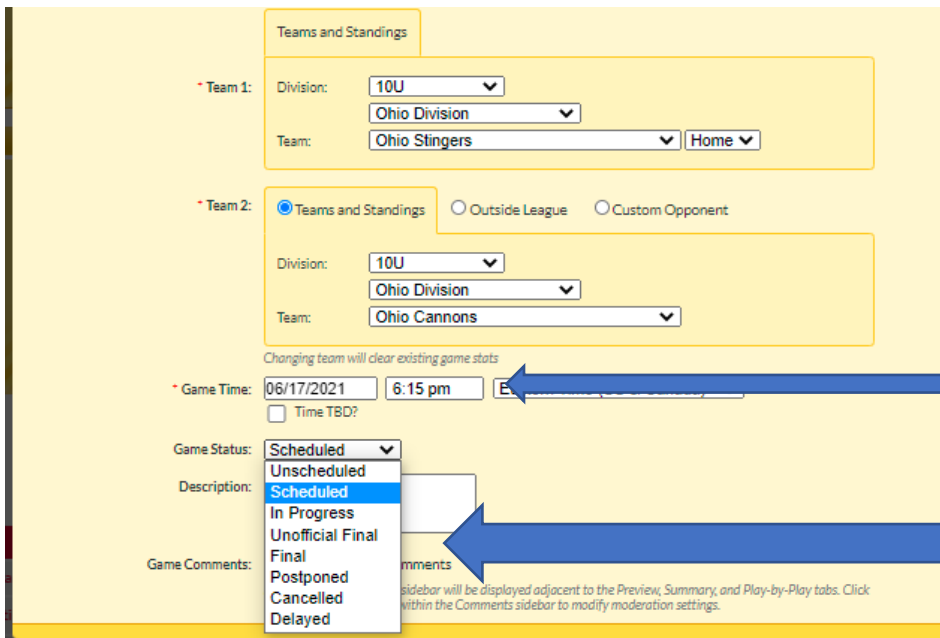 Teams and Standings
* Team 1:
Division: 10U
Ohio Division
Team: Ohio Stingers Home
* Team 2:
Teams and Standings Outside League Custom Opponent
Division: 10U
Ohio Division
Team: Ohio Cannons
Changing team will clear existing game stats
* Game Time: 06/17/2021 6:15 pm
Time TBD?
Game Status: Scheduled
Unscheduled
Description: Scheduled
In Progress
Unofficial Final
Final
Game Comments: mments
Postponed
sidebar will be displayed adjacent to the Preview, Summary, and Play-by-Play tabs. Click
Cancelled
within the Comments sidebar to modify moderation settings.
Delayed